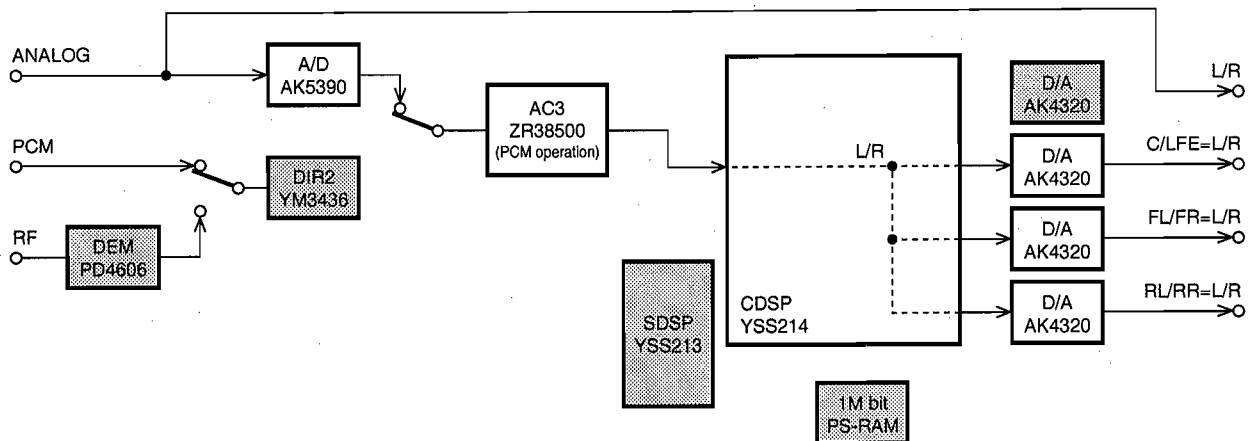 ANALOG
A/D
AK5390
AC3
ZR38500
(PCM operation)
PCM
DIR2
YM3436
RF
DEM
PD4606
L/R
CDSP
YSS214
SDSP
YSS213
1M bit
PS-RAM
D/A
AK4320
L/R
D/A
AK4320
C/LFE=L/R
D/A
AK4320
FL/FR=L/R
D/A
AK4320
RL/RR=L/R